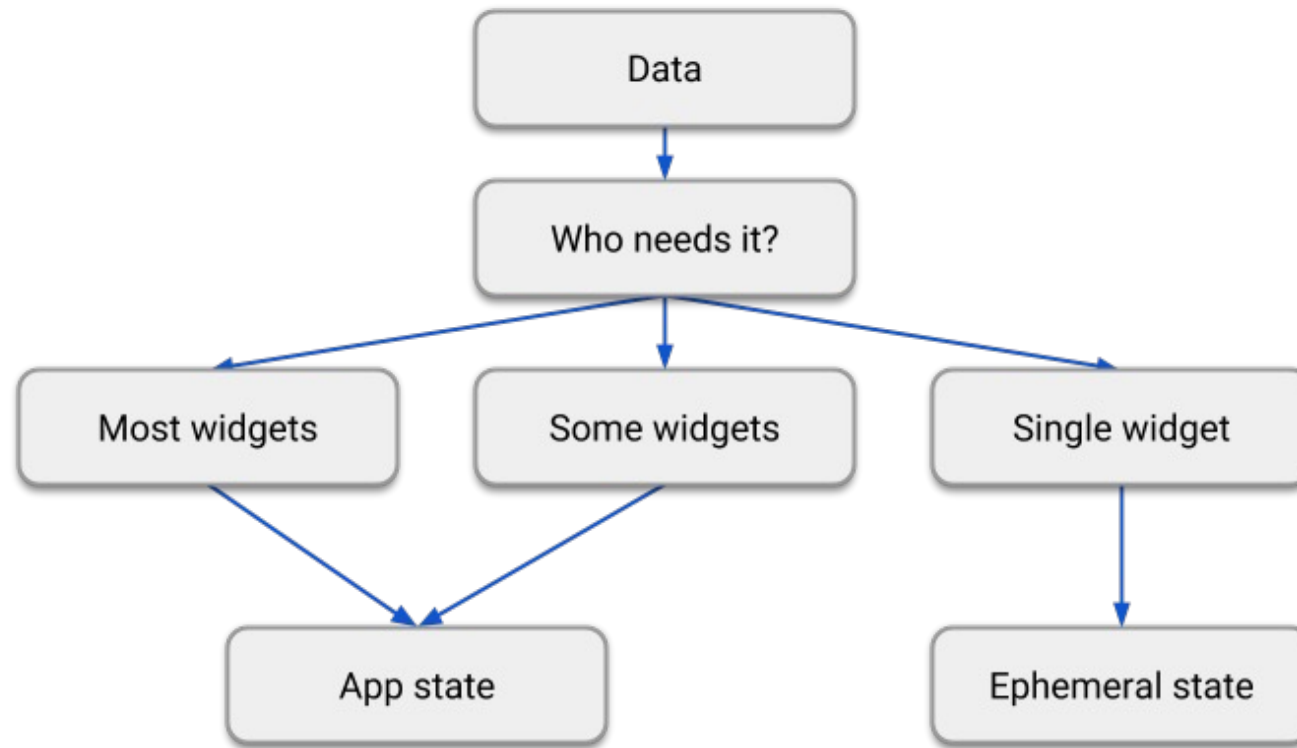 Data
Who needs it?
Most widgets
Some widgets
Single widget
App state
Ephemeral state